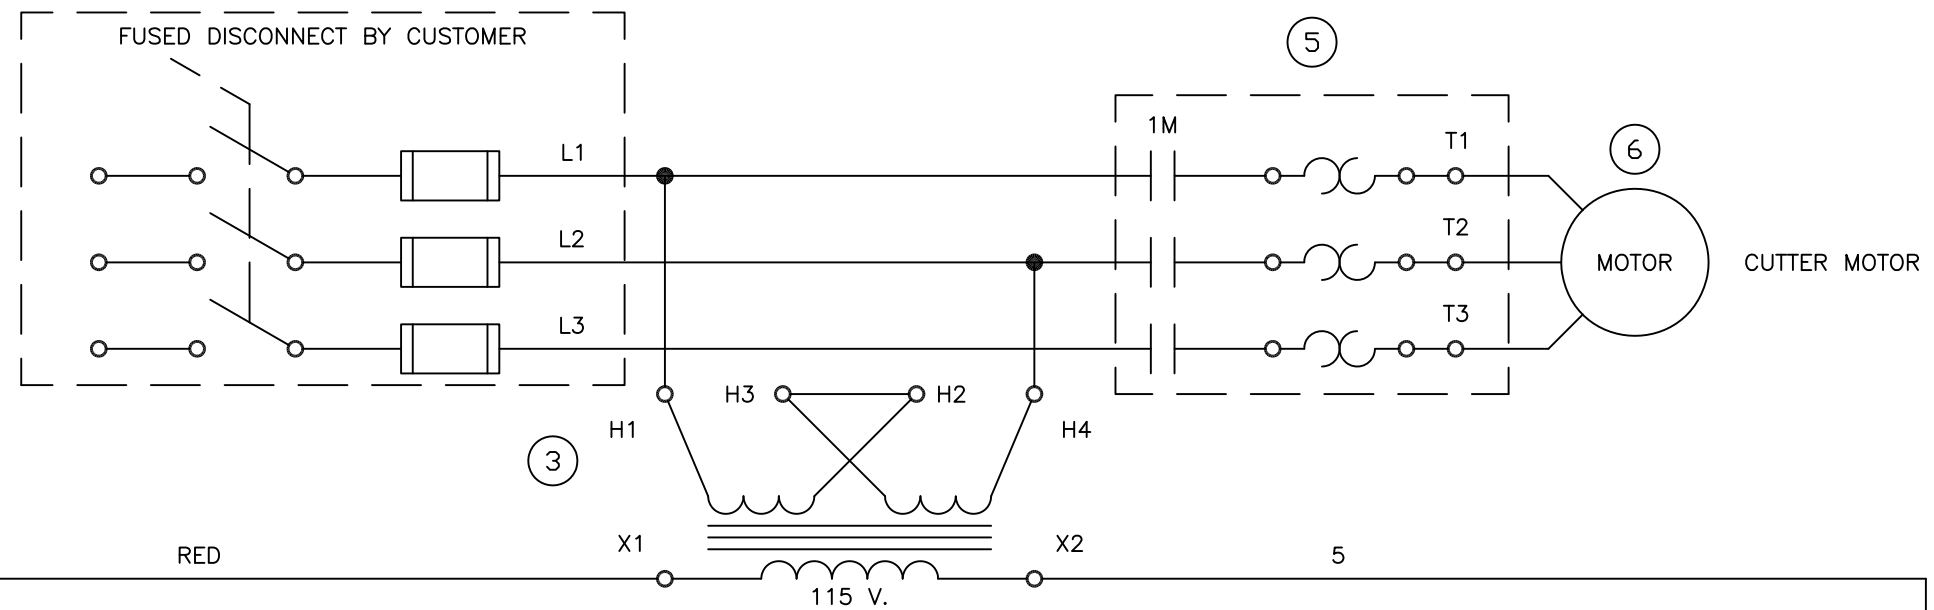 FUSED DISCONNECT BY CUSTOMER
5
1M
L1
T1
6
L2
T2
MOTOR
CUTTER MOTOR
L3
T3
H1
H3
H2
H4
3
X1
X2
RED
5
115 V.